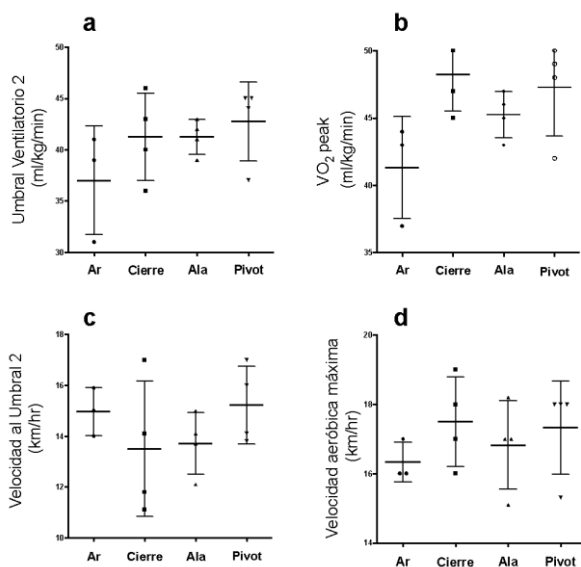 a
Umbral Ventilatorio 2
(ml/kg/min)
50
45
40
35
30
Ar Cierre Ala Pivot
b
VO2 peak
(ml/kg/min)
50
45
40
35
Ar Cierre Ala Pivot
c
Velocidad al Umbral 2
(km/hr)
18
16
14
12
10
Ar Cierre Ala Pivot
d
Velocidad aeróbica máxima
(km/hr)
20
18
16
14
Ar Cierre Ala Pivot